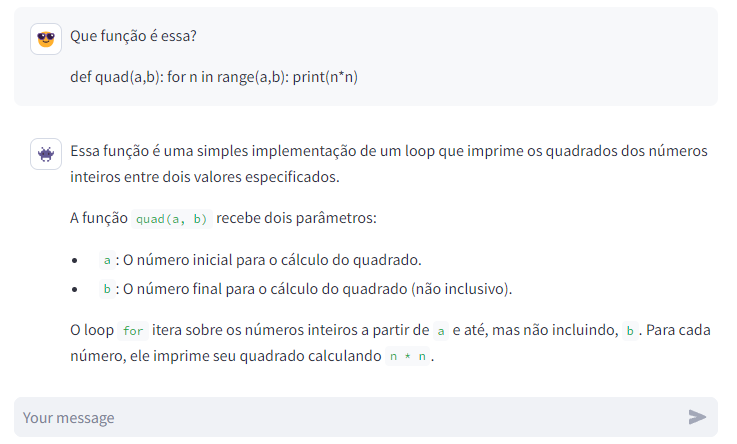 Que função é essa?
def quad(a,b): for n in range(a,b): print(n*n)
Essa função é uma simples implementação de um loop que imprime os quadrados dos números
inteiros entre dois valores especificados.
A função quad(a, b) recebe dois parâmetros:
• a : O número inicial para o cálculo do quadrado.
• b : O número final para o cálculo do quadrado (não inclusivo).
O loop for itera sobre os números inteiros a partir de a e até, mas não incluindo, b . Para cada
número, ele imprime seu quadrado calculando n * n .
Your message